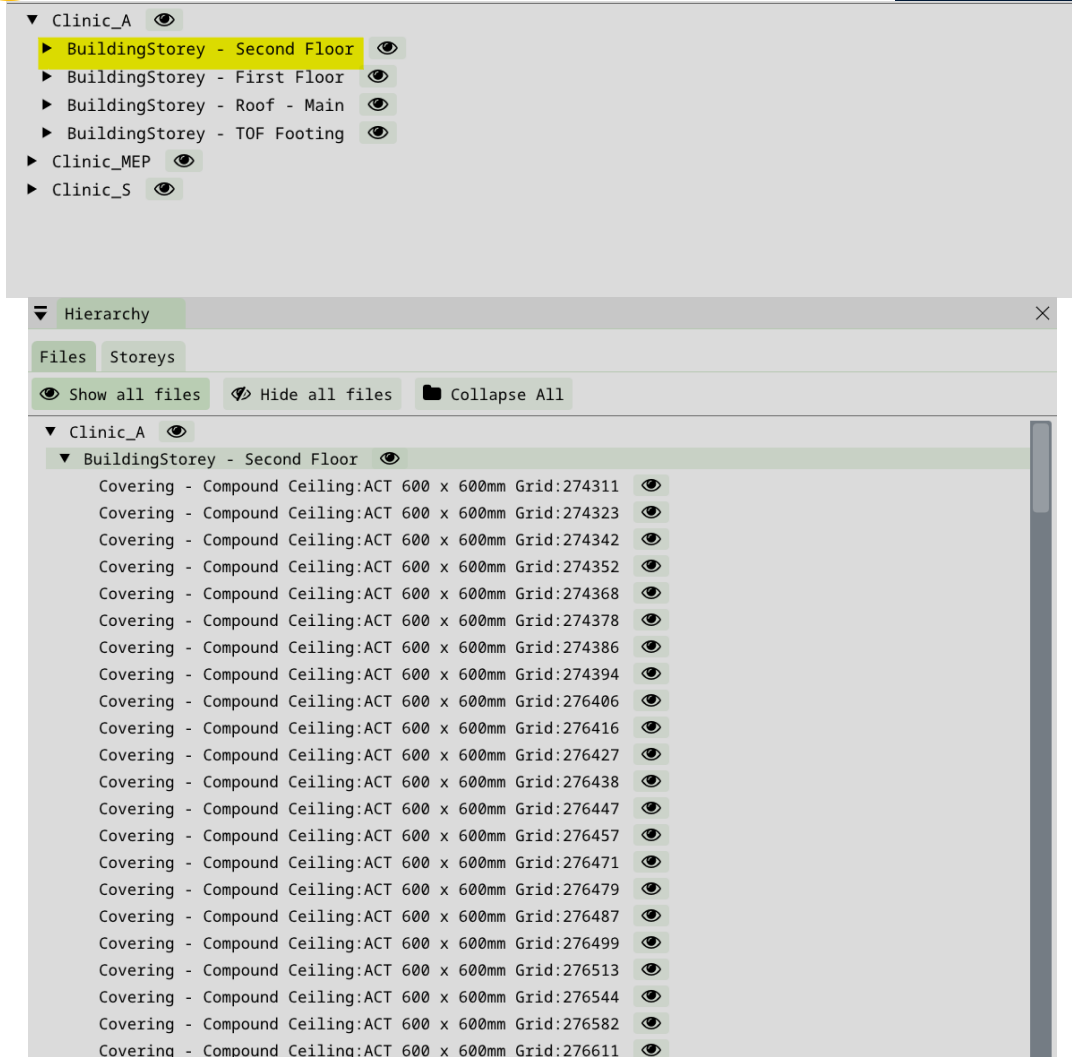 Clinic_A
BuildingStorey - Second Floor
BuildingStorey - First Floor
BuildingStorey - Roof - Main
BuildingStorey - TOF Footing
Clinic_MEP
Clinic_S
Hierarchy
Files Storeys
Show all files Hide all files Collapse All
Clinic_A
BuildingStorey - Second Floor
Covering - Compound Ceiling:ACT 600 x 600mm Grid:274311
Covering - Compound Ceiling:ACT 600 x 600mm Grid:274323
Covering - Compound Ceiling:ACT 600 x 600mm Grid:274342
Covering - Compound Ceiling:ACT 600 x 600mm Grid:274352
Covering - Compound Ceiling:ACT 600 x 600mm Grid:274368
Covering - Compound Ceiling:ACT 600 x 600mm Grid:274378
Covering - Compound Ceiling:ACT 600 x 600mm Grid:274386
Covering - Compound Ceiling:ACT 600 x 600mm Grid:274394
Covering - Compound Ceiling:ACT 600 x 600mm Grid:276406
Covering - Compound Ceiling:ACT 600 x 600mm Grid:276416
Covering - Compound Ceiling:ACT 600 x 600mm Grid:276427
Covering - Compound Ceiling:ACT 600 x 600mm Grid:276438
Covering - Compound Ceiling:ACT 600 x 600mm Grid:276447
Covering - Compound Ceiling:ACT 600 x 600mm Grid:276457
Covering - Compound Ceiling:ACT 600 x 600mm Grid:276471
Covering - Compound Ceiling:ACT 600 x 600mm Grid:276479
Covering - Compound Ceiling:ACT 600 x 600mm Grid:276487
Covering - Compound Ceiling:ACT 600 x 600mm Grid:276499
Covering - Compound Ceiling:ACT 600 x 600mm Grid:276513
Covering - Compound Ceiling:ACT 600 x 600mm Grid:276544
Covering - Compound Ceiling:ACT 600 x 600mm Grid:276582
Covering - Compound Ceiling:ACT 600 x 600mm Grid:276611